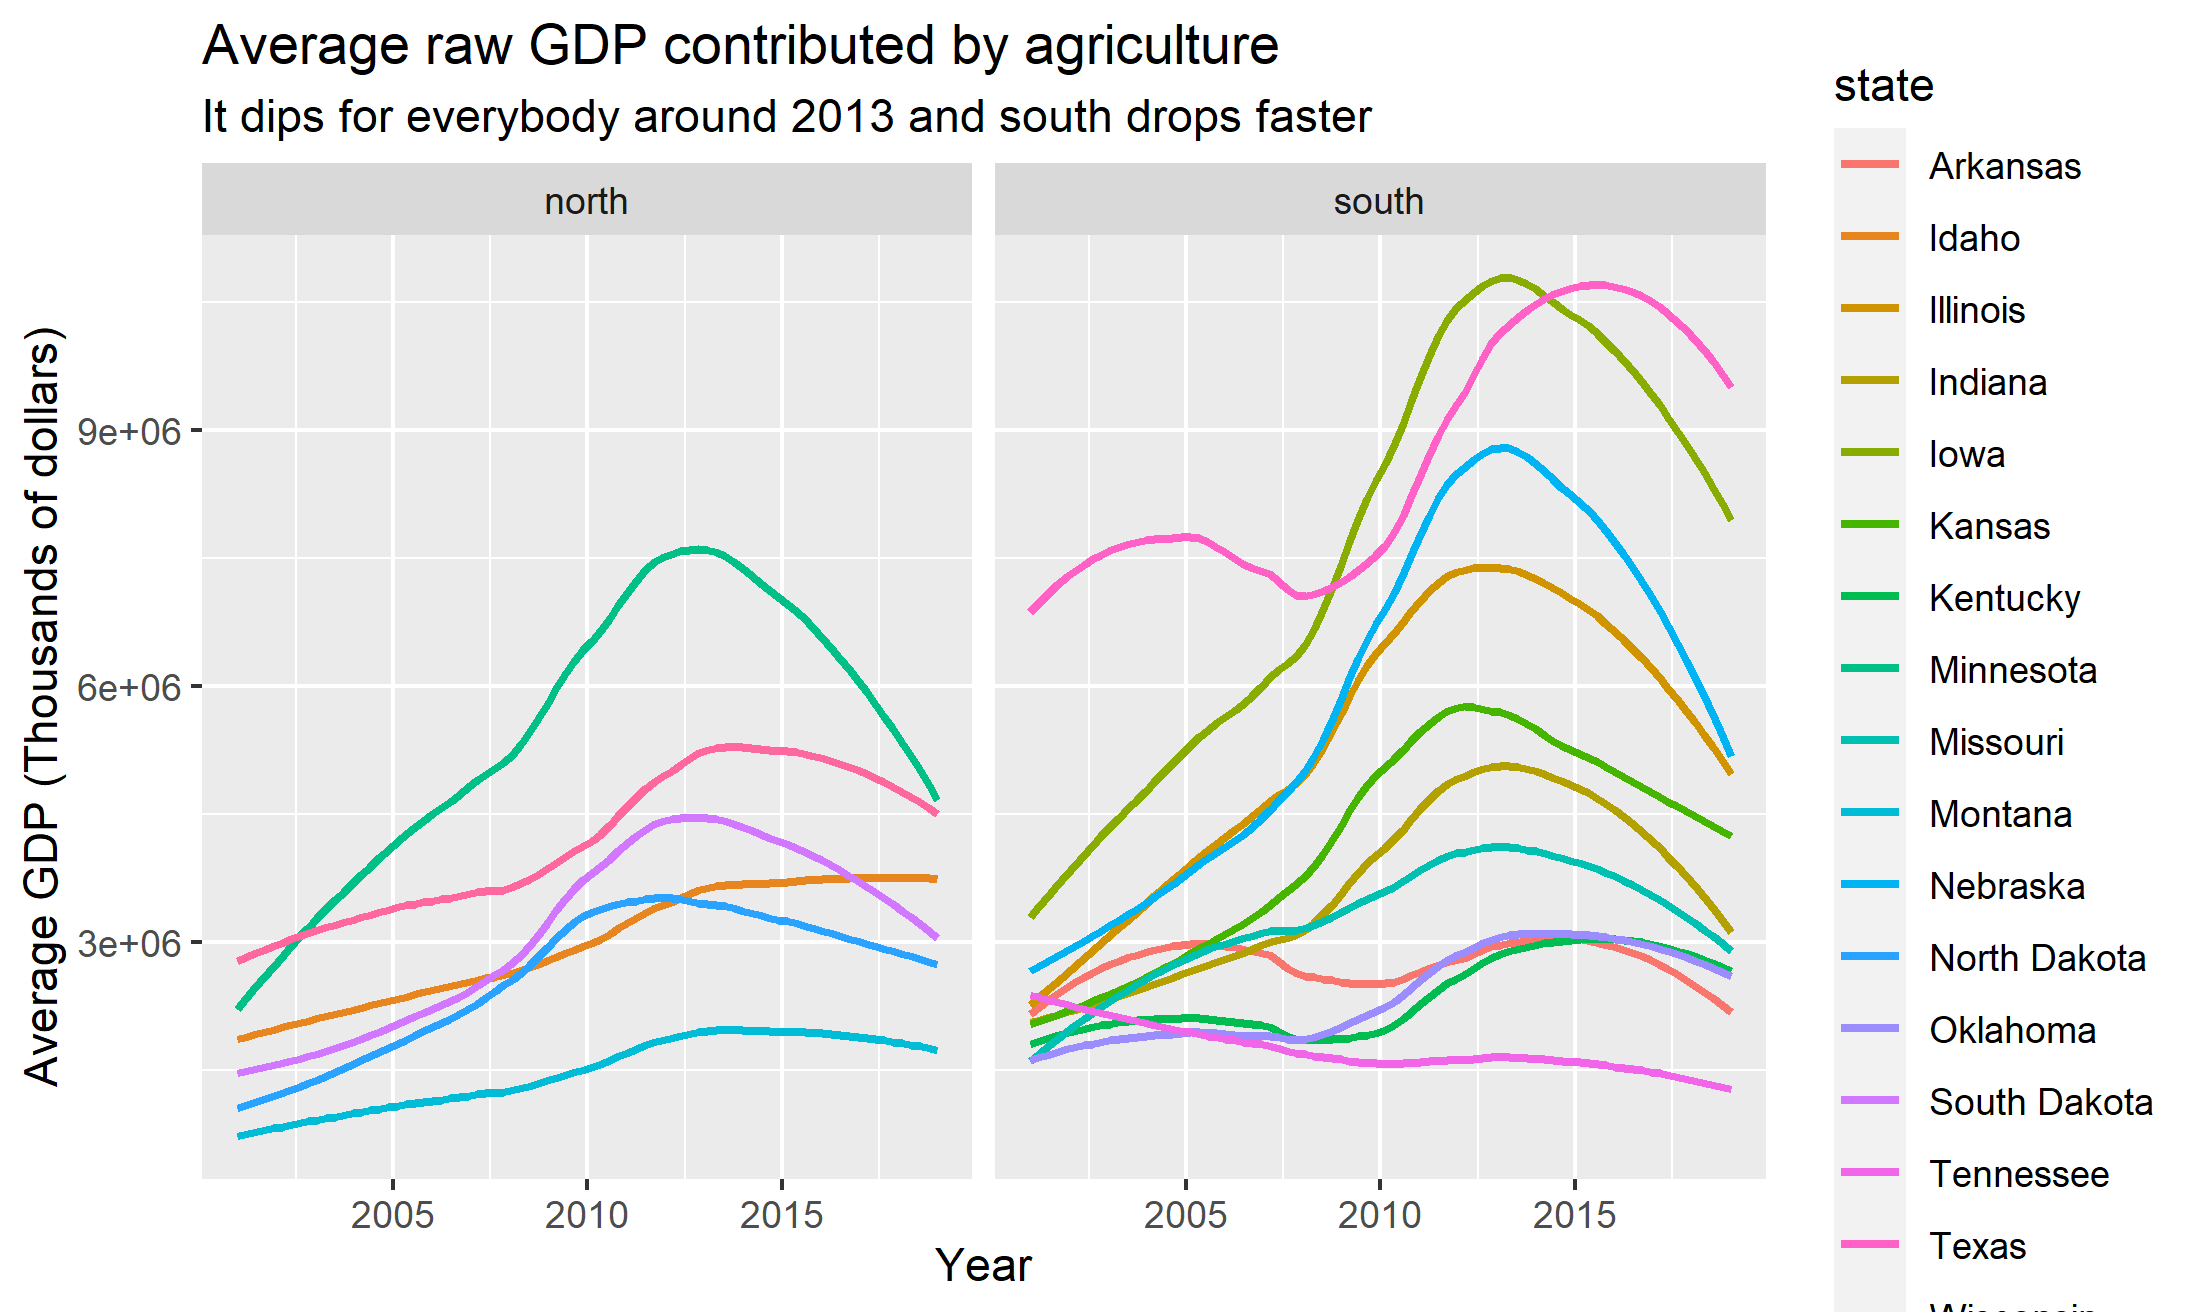 Average raw GDP contributed by agriculture
It dips for everybody around 2013 and south drops faster
north
south
Average GDP (Thousands of dollars)
9e+06
6e+06
3e+06
2005
2010
2015
2005
2010
2015
Year
state
Arkansas
Idaho
Illinois
Indiana
Iowa
Kansas
Kentucky
Minnesota
Missouri
Montana
Nebraska
North Dakota
Oklahoma
South Dakota
Tennessee
Texas